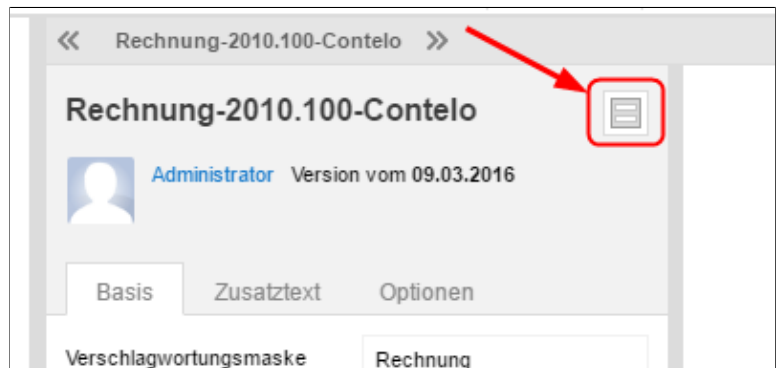 Rechnung-2010.100-Contelo
Rechnung-2010.100-Contelo
Administrator Version vom 09.03.2016
Basis Zusatztext Optionen
Verschlagwortungsmaske Rechnung